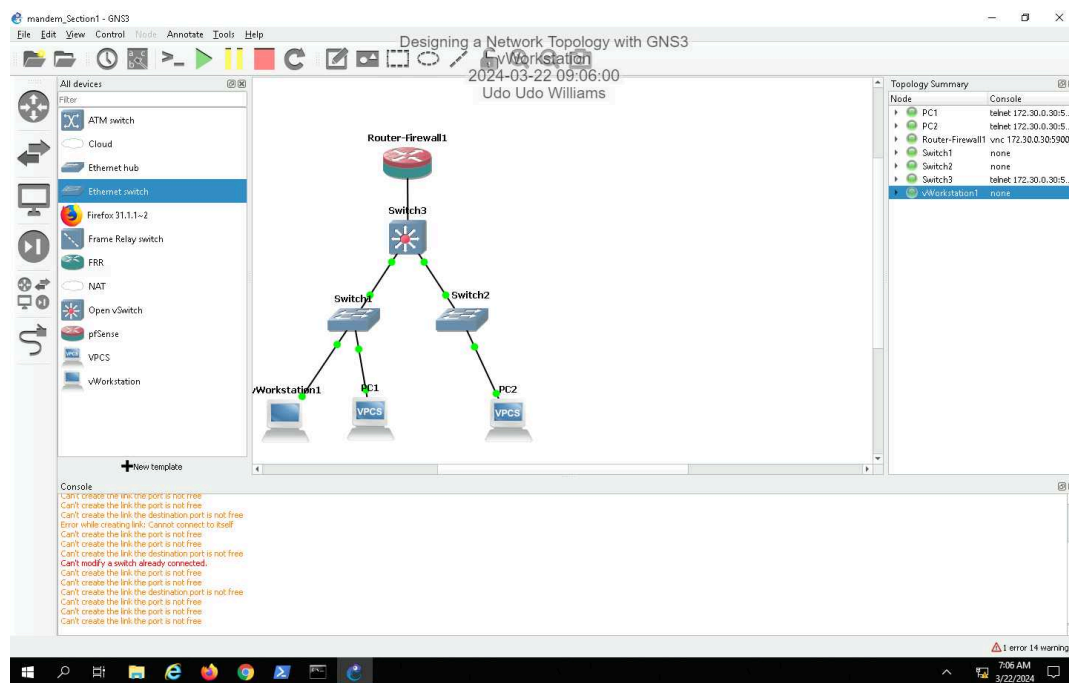 mandem_Section1 - GNS3
File Edit View Control Node Annotate Tools Help
Designing a Network Topology with GNS3
vWorkstation
2024-03-22 09:06:00
Udo Udo Williams
All devices
Filter
ATM switch
Cloud
Ethernet hub
Ethernet switch
Firefox 31.1.1~2
Frame Relay switch
FRR
NAT
Open vSwitch
pfSense
VPCS
vWorkstation
New template
Router-Firewall1
Switch3
Switch1
Switch2
vWorkstation1
PC1
PC2
VPCS
VPCS
Topology Summary
Node Console
PC1 telnet 172.30.0.30:5...
PC2 telnet 172.30.0.30:5...
Router-Firewall1 vnc 172.30.0.30:5900
Switch1 none
Switch2 none
Switch3 telnet 172.30.0.30:5...
vWorkstation1 none
Console
Can't create the link the port is not free
Can't create the link the port is not free
Can't create the link the destination port is not free
Error while creating link: Cannot connect to itself
Can't create the link the port is not free
Can't create the link the port is not free
Can't create the link the destination port is not free
Can't modify a switch already connected.
Can't create the link the port is not free
Can't create the link the port is not free
Can't create the link the destination port is not free
Can't create the link the port is not free
Can't create the link the port is not free
Can't create the link the port is not free
1 error 14 warning
7:06 AM
3/22/2024